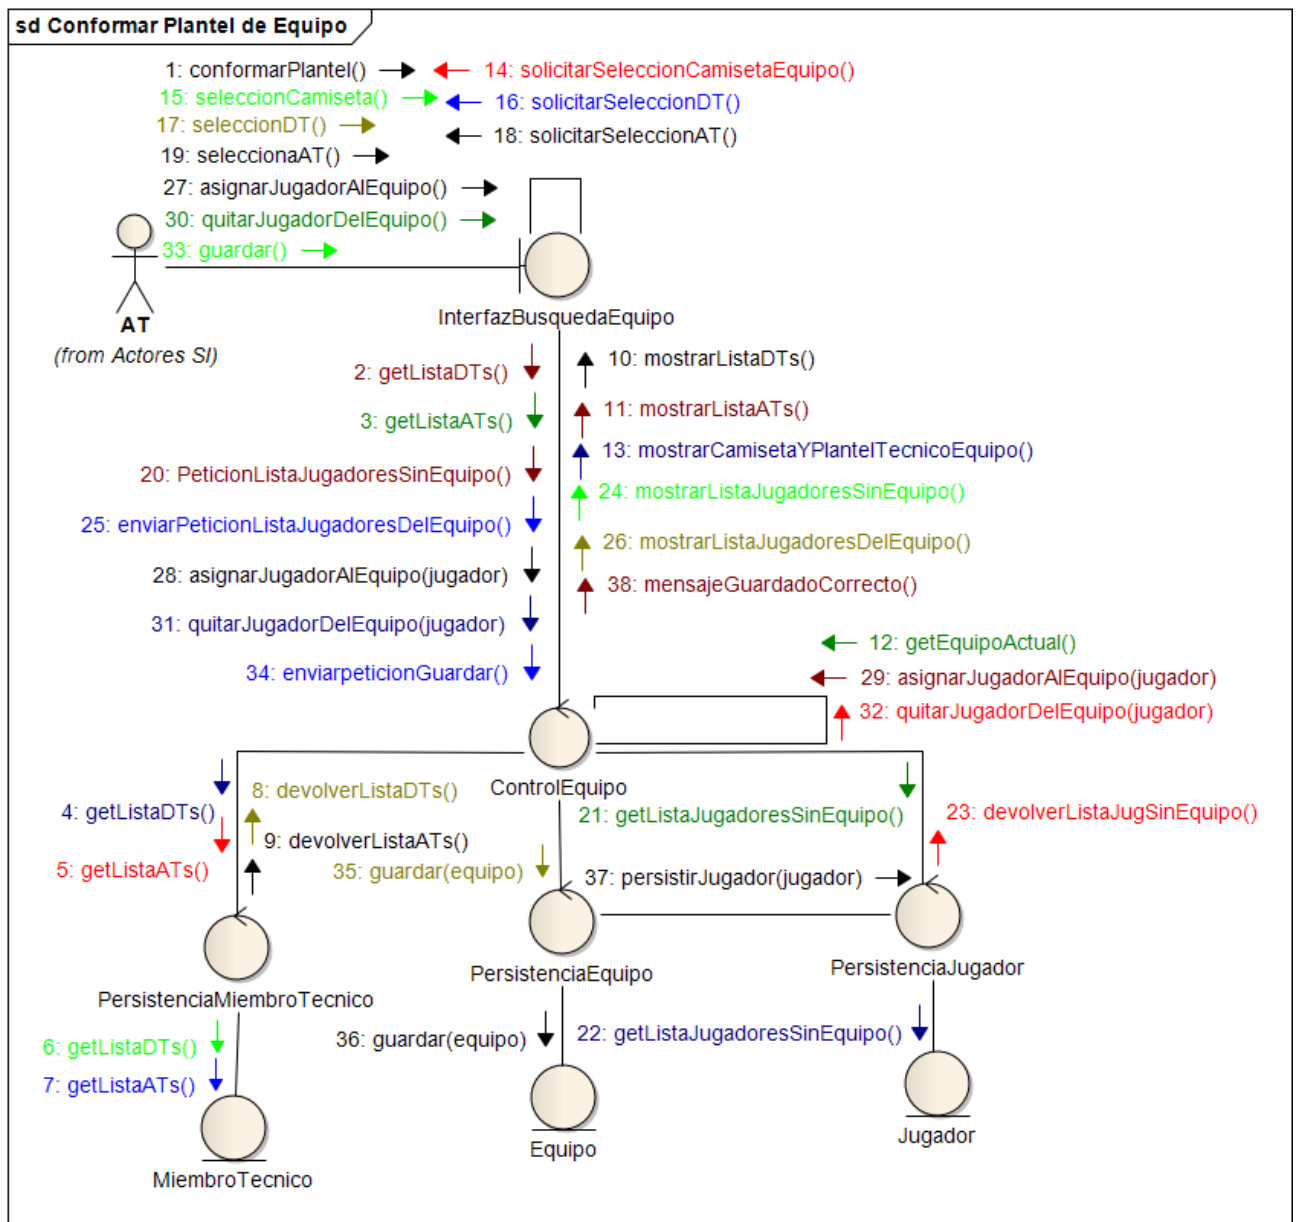 sd Conformar Plantel de Equipo
1: conformarPlantel()
14: solicitarSeleccionCamisetaEquipo()
15: seleccionCamiseta()
16: solicitarSeleccionDT()
17: seleccionDT()
18: solicitarSeleccionAT()
19: seleccionaAT()
27: asignarJugadorAlEquipo()
30: quitarJugadorDelEquipo()
33: guardar()
AT
(from Actores SI)
InterfazBusquedaEquipo
2: getListaDTs()
10: mostrarListaDTs()
3: getListaATs()
11: mostrarListaATs()
13: mostrarCamisetaYPlantelTecnicoEquipo()
20: PeticionListaJugadoresSinEquipo()
24: mostrarListaJugadoresSinEquipo()
25: enviarPeticionListaJugadoresDelEquipo()
26: mostrarListaJugadoresDelEquipo()
28: asignarJugadorAlEquipo(jugador)
38: mensajeGuardadoCorrecto()
31: quitarJugadorDelEquipo(jugador)
12: getEquipoActual()
34: enviarpeticionGuardar()
29: asignarJugadorAlEquipo(jugador)
32: quitarJugadorDelEquipo(jugador)
ControlEquipo
8: devolverListaDTs()
4: getListaDTs()
21: getListaJugadoresSinEquipo()
23: devolverListaJugSinEquipo()
9: devolverListaATs()
5: getListaATs()
35: guardar(equipo)
37: persistirJugador(jugador)
PersistenciaMiembroTecnico
PersistenciaEquipo
PersistenciaJugador
6: getListaDTs()
36: guardar(equipo)
22: getListaJugadoresSinEquipo()
7: getListaATs()
MiembroTecnico
Equipo
Jugador